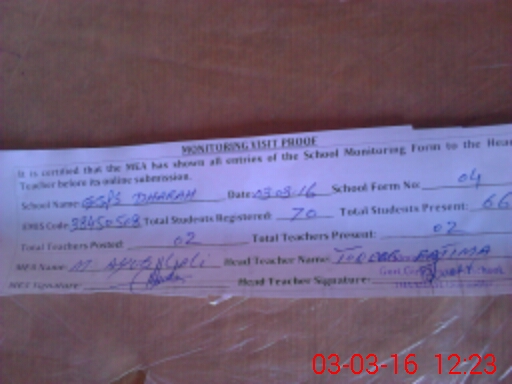 MONITORING VISIT PROOF
It is certified that the MEA has shown all entries of the School Monitoring Form to the Head
Teacher before its online submission.
School Name: GGPS DHARAH Date: 03.03.16 School Form No: 04
EMIS Code 38450508 Total Students Registered: 70 Total Students Present: 66
Total Teachers Posted: 02 Total Teachers Present: 02
MEA Name: M AYUB Head Teacher Name: FATIMA
MEA Signature: Head Teacher Signature:
03-03-16 12:23